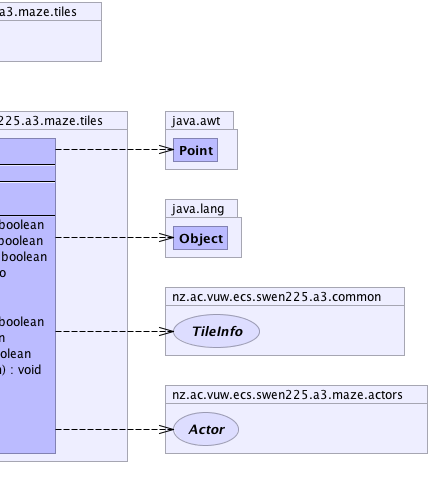 a3.maze.tiles
225.a3.maze.tiles
java.awt
Point
java.lang
boolean
boolean
Object
boolean
o
nz.ac.vuw.ecs.swen225.a3.common
boolean
TileInfo
n
olean
) : void
nz.ac.vuw.ecs.swen225.a3.maze.actors
Actor